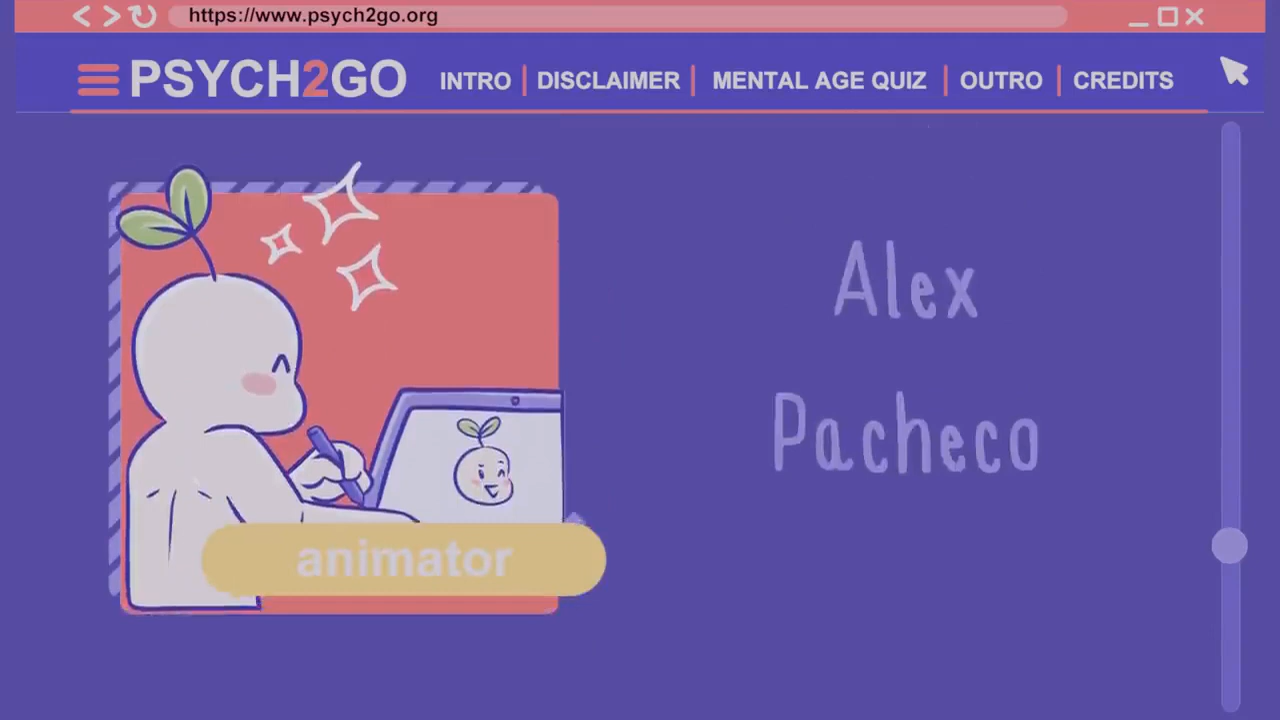 https://www.psych2go.org
PSYCH2GO INTRO DISCLAIMER MENTAL AGE QUIZ OUTRO CREDITS
Alex
Pacheco
animator